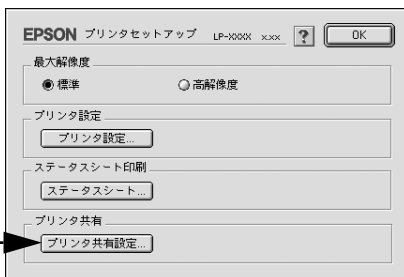 EPSON プリンタセットアップ LP-XXXX x.xx ? OK
最大解像度
標準 高解像度
プリンタ設定
プリンタ設定...
ステータスシート印刷
ステータスシート...
プリンタ共有
プリンタ共有設定...